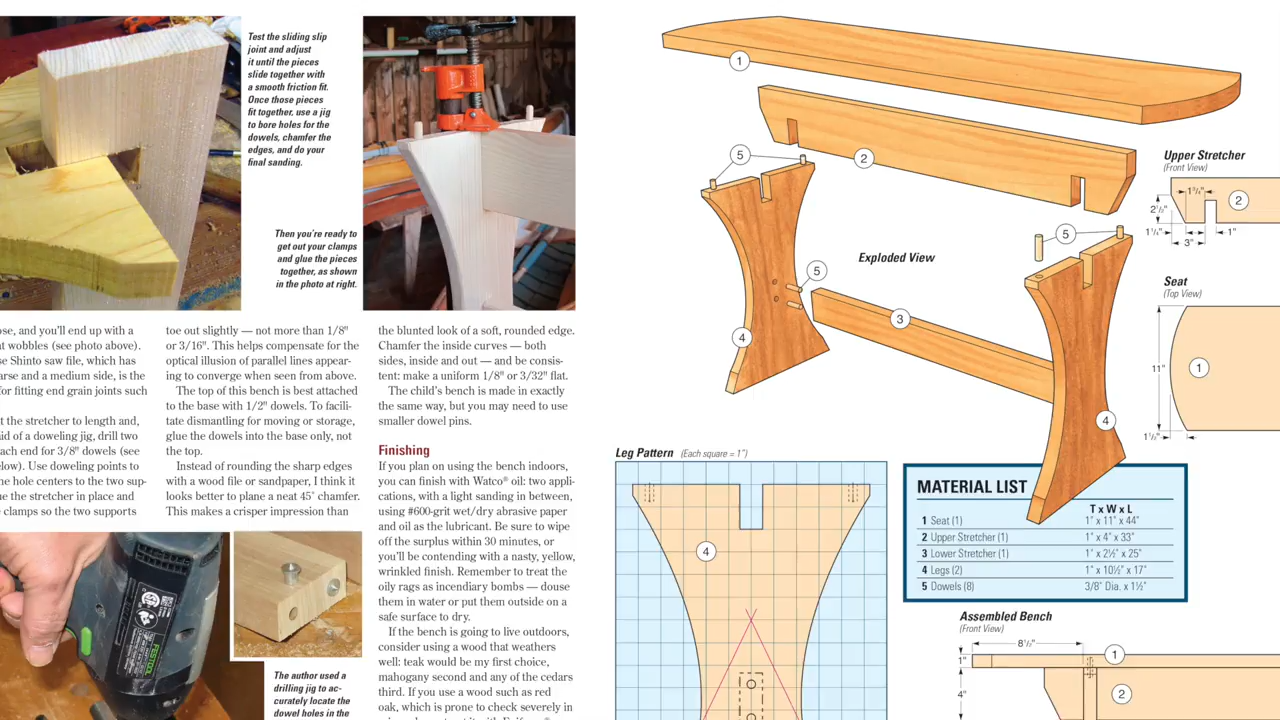 Test the sliding slip
joint and adjust
it until the pieces
slide together with
a smooth friction fit.
Once those pieces
fit together, use a jig
to bore holes for the
dowels, chamfer the
edges, and do your
final sanding.
Then you're ready to
get out your clamps
and glue the pieces
together, as shown
in the photo at right.
and you'll end up with a
wobbles (see photo above).
Shinto saw file, which has
and a medium side, is the
for fitting end grain joints such
the stretcher to length and,
of a doweling jig, drill two
end for 3/8" dowels (see
Use doweling points to
hole centers to the two sup-
the stretcher in place and
clamps so the two supports
toe out slightly — not more than 1/8"
or 3/16". This helps compensate for the
optical illusion of parallel lines appear-
ing to converge when seen from above.
The top of this bench is best attached
to the base with 1/2" dowels. To facili-
tate dismantling for moving or storage,
glue the dowels into the base only, not
the top.
Instead of rounding the sharp edges
with a wood file or sandpaper, I think it
looks better to plane a neat 45˚ chamfer.
This makes a crisper impression than
the blunted look of a soft, rounded edge.
Chamfer the inside curves — both
sides, inside and out — and be consis-
tent: make a uniform 1/8" or 3/32" flat.
The child's bench is made in exactly
the same way, but you may need to use
smaller dowel pins.
Finishing
If you plan on using the bench indoors,
you can finish with Watco® oil: two appli-
cations, with a light sanding in between,
using #600-grit wet/dry abrasive paper
and oil as the lubricant. Be sure to wipe
off the surplus within 30 minutes, or
you'll be contending with a nasty, yellow,
wrinkled finish. Remember to treat the
oily rags as incendiary bombs — douse
them in water or put them outside on a
safe surface to dry.
If the bench is going to live outdoors,
consider using a wood that weathers
well: teak would be my first choice,
mahogany second and any of the cedars
third. If you use a wood such as red
oak, which is prone to check severely in
The author used a
drilling jig to ac-
curately locate the
dowel holes in the
1
5
2
5
5
3
4
4
Exploded View
Upper Stretcher
(Front View)
1³/₄"
2
2¹/₂"
1¹/₄"
1"
3"
Seat
(Top View)
11"
1
1¹/₂"
Leg Pattern (Each square = 1")
4
MATERIAL LIST
T x W x L
1 Seat (1) 1" x 11" x 44"
2 Upper Stretcher (1) 1" x 4" x 33"
3 Lower Stretcher (1) 1" x 2½" x 25"
4 Legs (2) 1" x 10½" x 17"
5 Dowels (8) 3/8" Dia. x 1½"
Assembled Bench
(Front View)
8¹/₂"
1"
1
4"
2